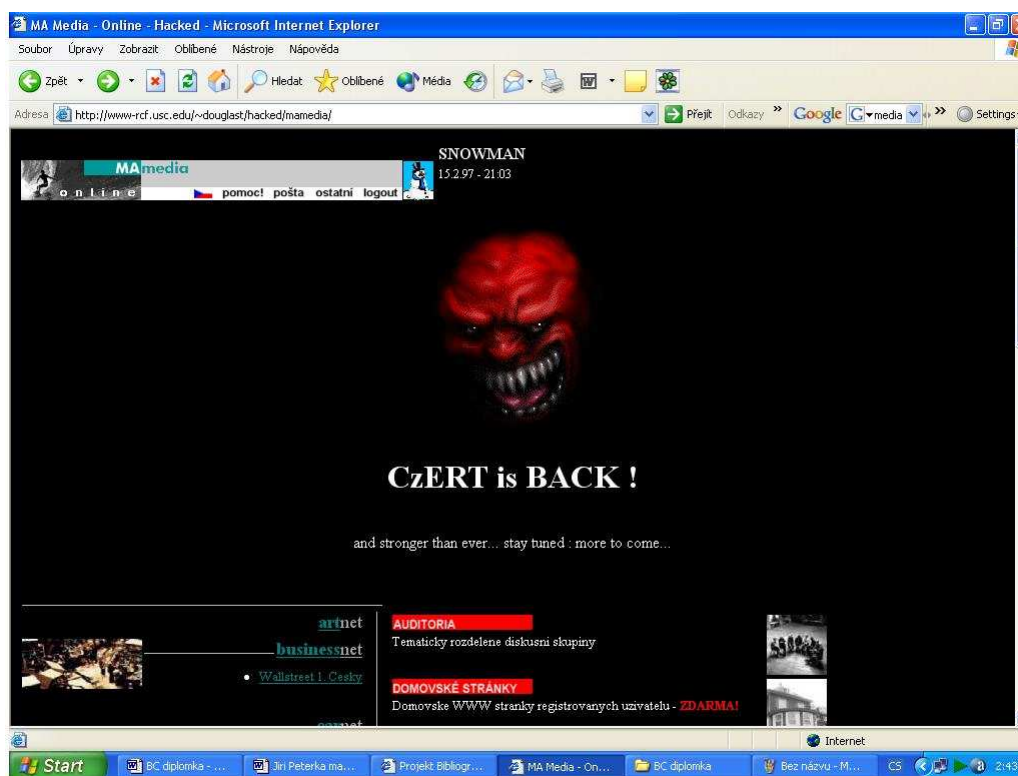 MA Media - Online - Hacked - Microsoft Internet Explorer
Soubor Úpravy Zobrazit Oblíbené Nástroje Nápověda
Zpět Hledat Oblíbené Média
Adresa http://www-rcf.usc.edu/~douglast/hacked/mamedia/ Přejít Odkazy » Google media » Settings
MAmedia
online
pomoc! pošta ostatní logout
SNOWMAN
15.2.97 - 21:03
CzERT is BACK !
and stronger than ever... stay tuned : more to come...
artnet
businessnet
• Wallstreet 1. Cesky
AUDITORIA
Tematicky rozdelene diskusni skupiny
DOMOVSKÉ STRÁNKY
Domovske WWW stranky registrovanych uzivatelu - ZDARMA!
Internet
Start BC diplomka - ... Jiri Peterka ma... Projekt Bibliogr... MA Media - On... BC diplomka Bez názvu - M... CS 2:43